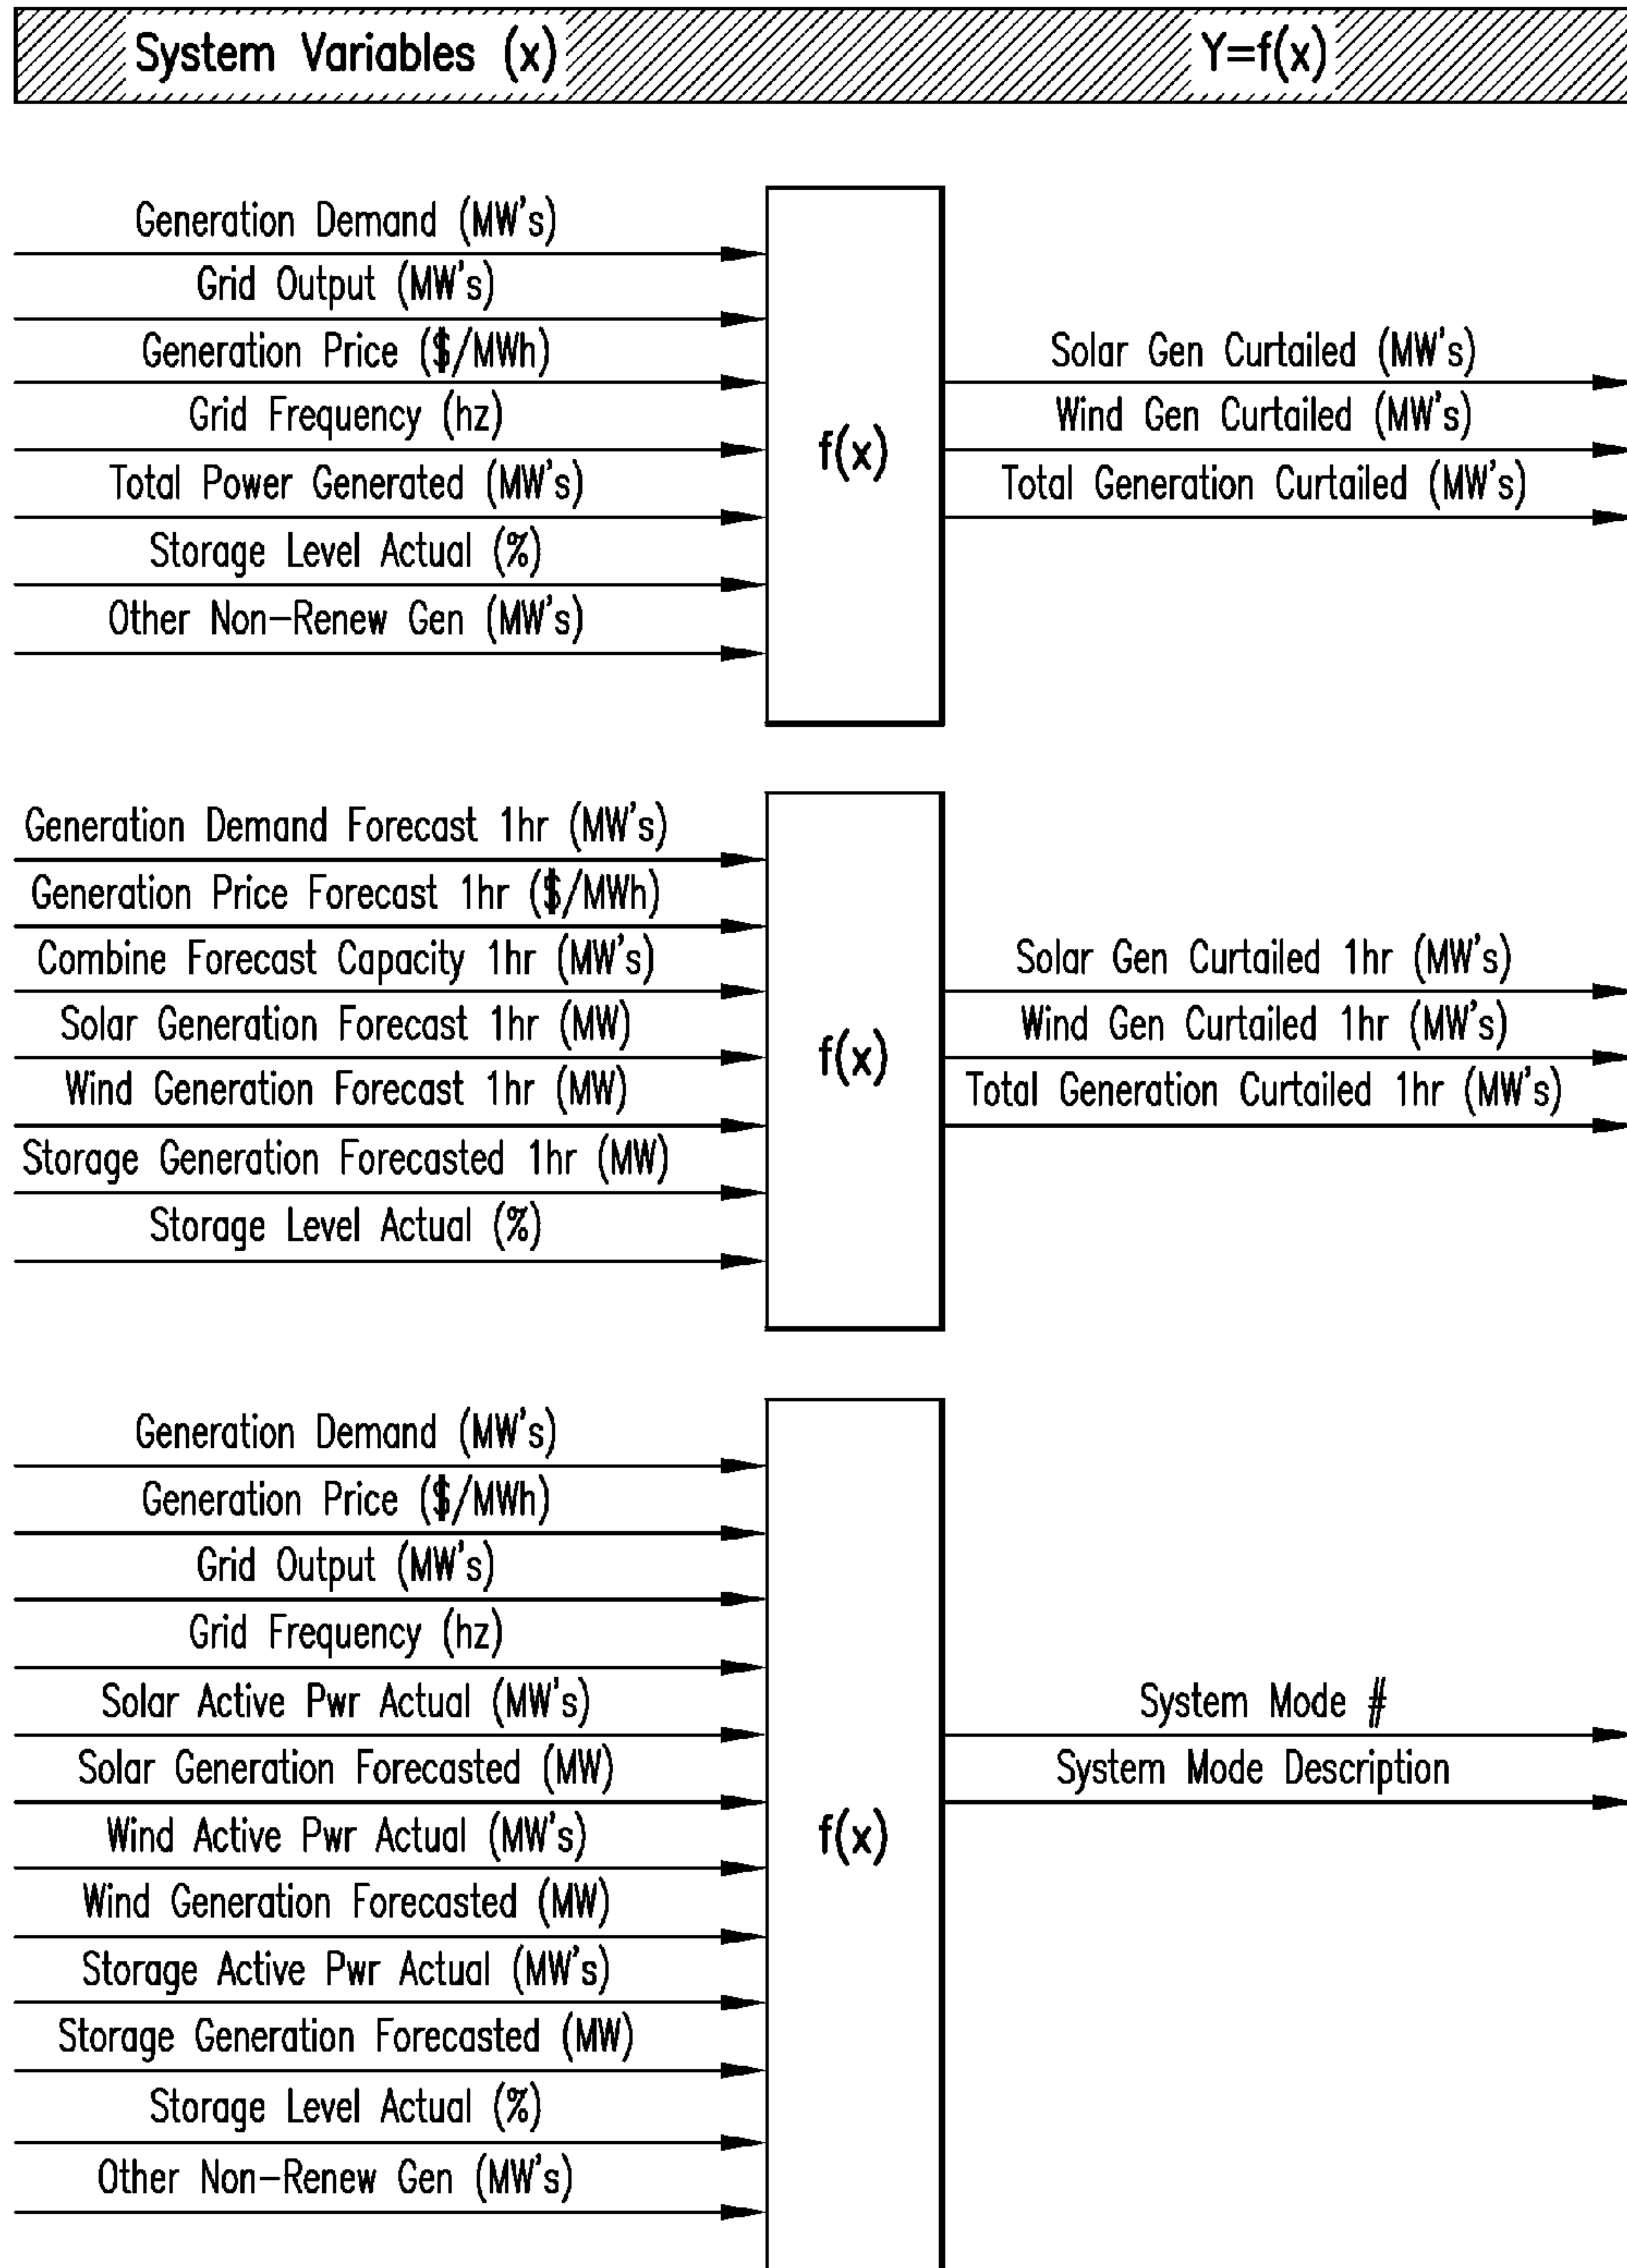 System Variables (x)
Y=f(x)
Generation Demand (MW's)
Grid Output (MW's)
Generation Price ($/MWh)
Grid Frequency (hz)
Total Power Generated (MW's)
Storage Level Actual (%)
Other Non-Renew Gen (MW's)
f(x)
Solar Gen Curtailed (MW's)
Wind Gen Curtailed (MW's)
Total Generation Curtailed (MW's)
Generation Demand Forecast 1hr (MW's)
Generation Price Forecast 1hr ($/MWh)
Combine Forecast Capacity 1hr (MW's)
Solar Generation Forecast 1hr (MW)
Wind Generation Forecast 1hr (MW)
Storage Generation Forecasted 1hr (MW)
Storage Level Actual (%)
f(x)
Solar Gen Curtailed 1hr (MW's)
Wind Gen Curtailed 1hr (MW's)
Total Generation Curtailed 1hr (MW's)
Generation Demand (MW's)
Generation Price ($/MWh)
Grid Output (MW's)
Grid Frequency (hz)
Solar Active Pwr Actual (MW's)
Solar Generation Forecasted (MW)
Wind Active Pwr Actual (MW's)
Wind Generation Forecasted (MW)
Storage Active Pwr Actual (MW's)
Storage Generation Forecasted (MW)
Storage Level Actual (%)
Other Non-Renew Gen (MW's)
f(x)
System Mode #
System Mode Description